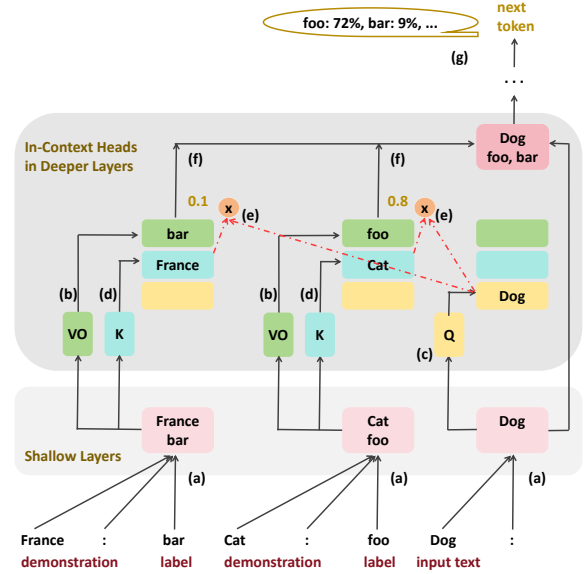 next
token
foo: 72%, bar: 9%, ...
(g)
...
In-Context Heads
in Deeper Layers
Dog
foo, bar
(f)
(f)
0.1
x
(e)
0.8
x
(e)
bar
foo
France
Cat
(b)
(d)
(b)
(d)
Dog
VO
K
VO
K
Q
(c)
France
bar
Cat
foo
Dog
Shallow Layers
(a)
(a)
(a)
France : bar Cat : foo Dog :
demonstration label demonstration label input text